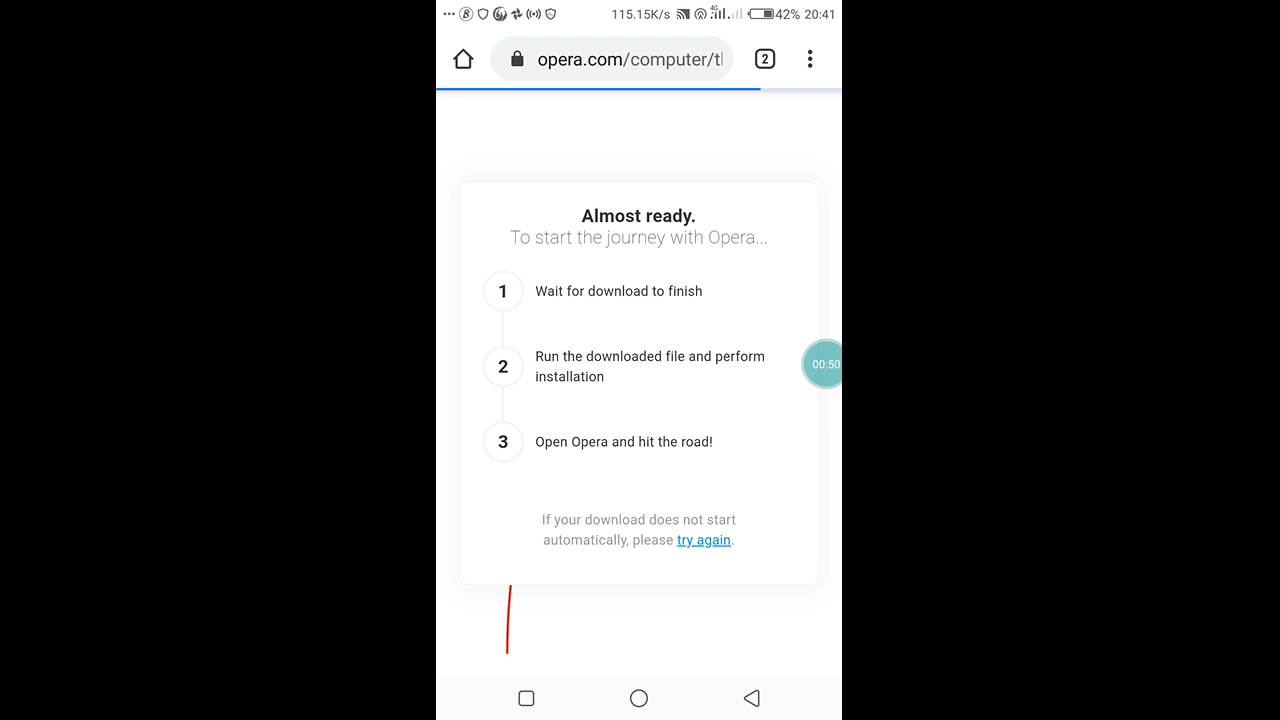 115.15K/s 4G 42% 20:41
opera.com/computer/tl
2
Almost ready.
To start the journey with Opera...
1 Wait for download to finish
2 Run the downloaded file and perform
installation
00:50
3 Open Opera and hit the road!
If your download does not start
automatically, please try again.